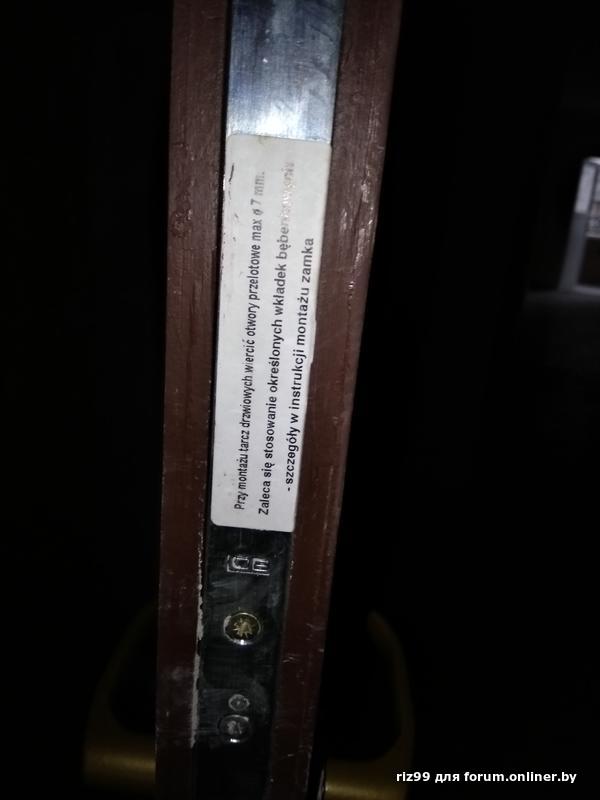 Przy montażu tarcz drzwiowych wiercić otwory przelotowe max ø 7 mm.
Zaleca się stosowanie określonych wkładek
- szczegóły w instrukcji montażu zamka
CE
riz99 для forum.onliner.by